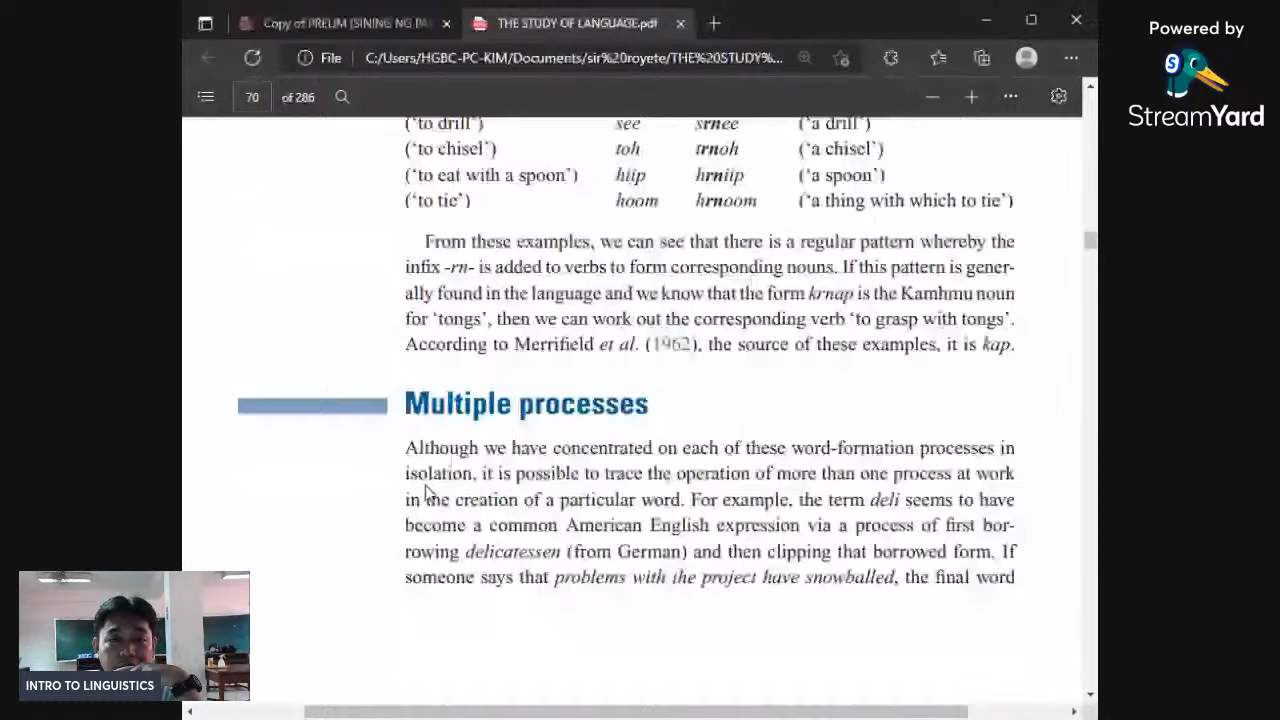 Powered by
StreamYard
Copy of PRELIM (SINING NG PA
THE STUDY OF LANGUAGE.pdf
File
C:/Users/HGBC-PC-KIM/Documents/sir%20royete/THE%20STUDY%...
70 of 286
('to drill') see srnee ('a drill')
('to chisel') toh trnoh ('a chisel')
('to eat with a spoon') hiip hrniip ('a spoon')
('to tie') hoom hrnoom ('a thing with which to tie')
From these examples, we can see that there is a regular pattern whereby the
infix -rn- is added to verbs to form corresponding nouns. If this pattern is gener-
ally found in the language and we know that the form krnap is the Kamhmu noun
for 'tongs', then we can work out the corresponding verb 'to grasp with tongs'.
According to Merrifield et al. (1962), the source of these examples, it is kap.
Multiple processes
Although we have concentrated on each of these word-formation processes in
isolation, it is possible to trace the operation of more than one process at work
in the creation of a particular word. For example, the term deli seems to have
become a common American English expression via a process of first bor-
rowing delicatessen (from German) and then clipping that borrowed form. If
someone says that problems with the project have snowballed, the final word
INTRO TO LINGUISTICS